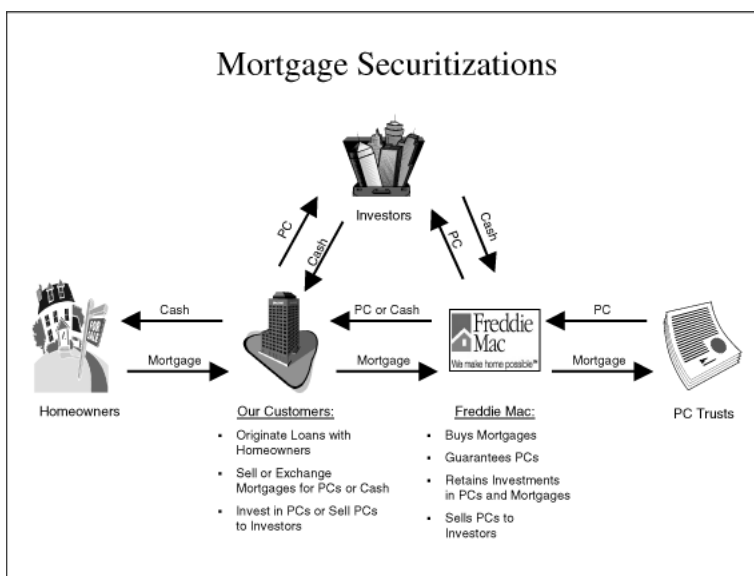 Mortgage Securitizations
Investors
PC
Cash
PC
Cash
Cash
PC or Cash
PC
FOR SALE
Freddie
Mac
We make home possible℠
Mortgage
Mortgage
Mortgage
Homeowners
Our Customers:
▪ Originate Loans with
Homeowners
▪ Sell or Exchange
Mortgages for PCs or Cash
▪ Invest in PCs or Sell PCs
to Investors
Freddie Mac:
▪ Buys Mortgages
▪ Guarantees PCs
▪ Retains Investments
in PCs and Mortgages
▪ Sells PCs to
Investors
PC Trusts